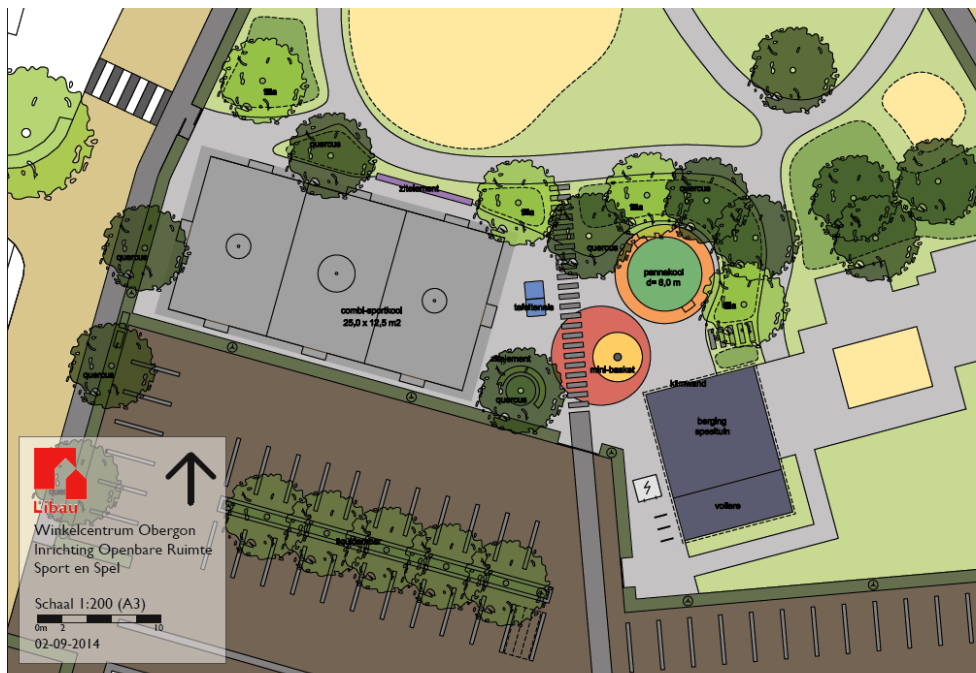 tilia
quercus
zitelement
tilia
tilia
quercus
quercus
quercus
pannakooi
d= 6,0 m
tilia
combi-sportkooi
25,0 x 12,5 m2
tafeltennis
zitelement
mini-basket
quercus
quercus
klimwand
berging
speeltuin
voliere
liquidambar
Libau
Winkelcentrum Obergon
Inrichting Openbare Ruimte
Sport en Spel
Schaal 1:200 (A3)
0m 2 10
02-09-2014